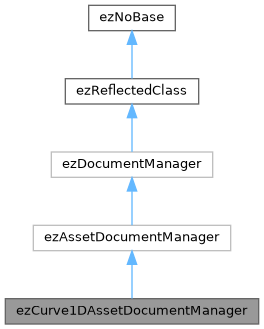 ezNoBase
ezReflectedClass
ezDocumentManager
ezAssetDocumentManager
ezCurve1DAssetDocumentManager